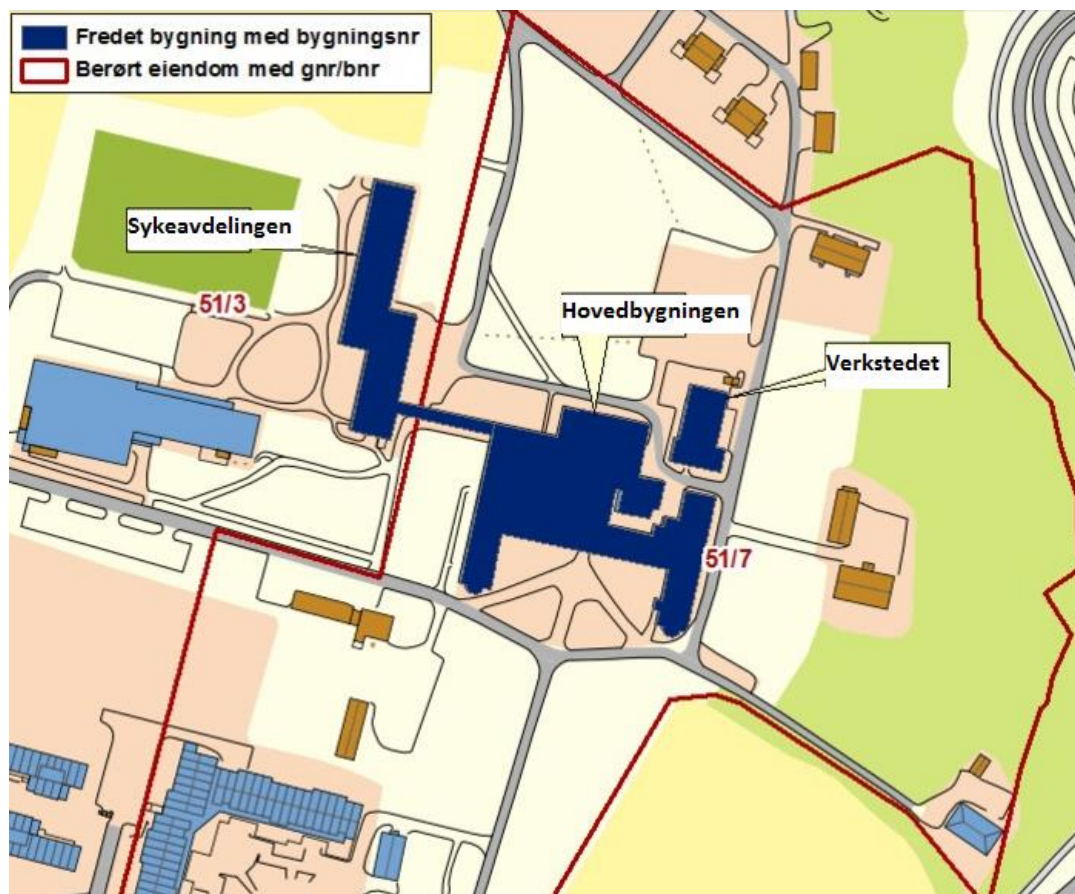 Fredet bygning med bygningsnr
Berørt eiendom med gnr/bnr
Sykeavdelingen
51/3
Hovedbygningen
Verkstedet
51/7